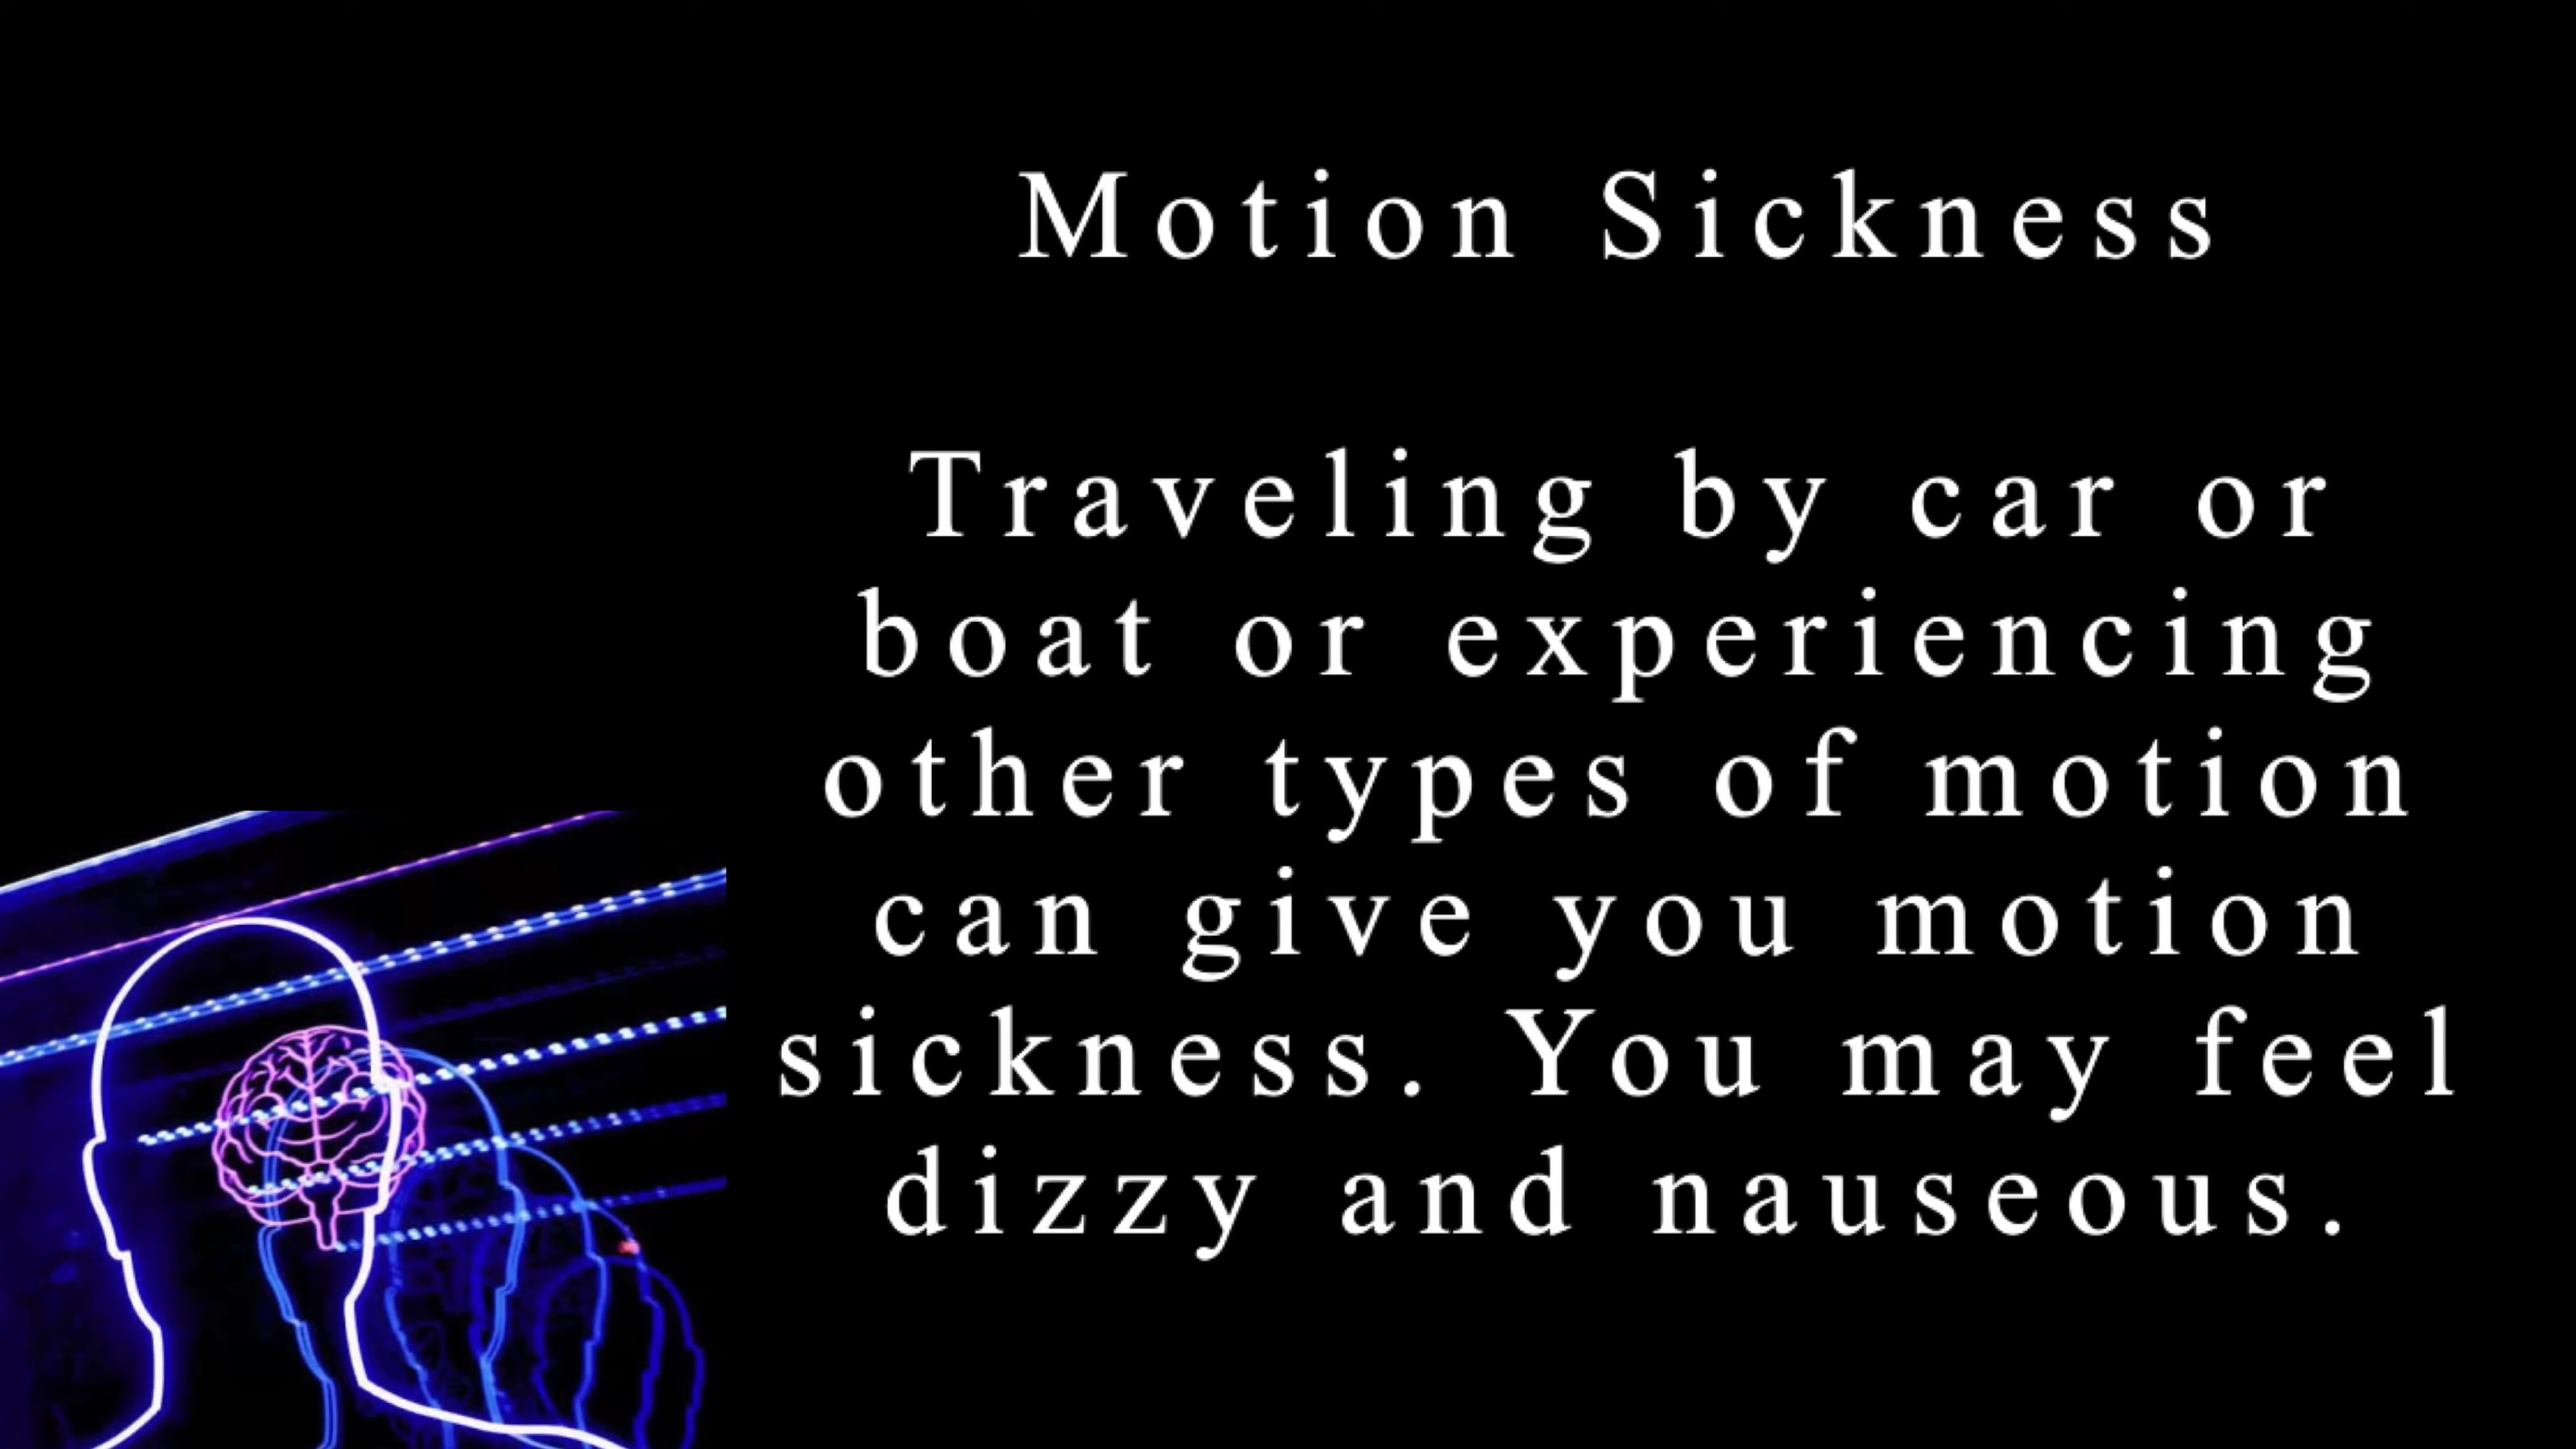 Motion Sickness
Traveling by car or
boat or experiencing
other types of motion
can give you motion
sickness. You may feel
dizzy and nauseous.